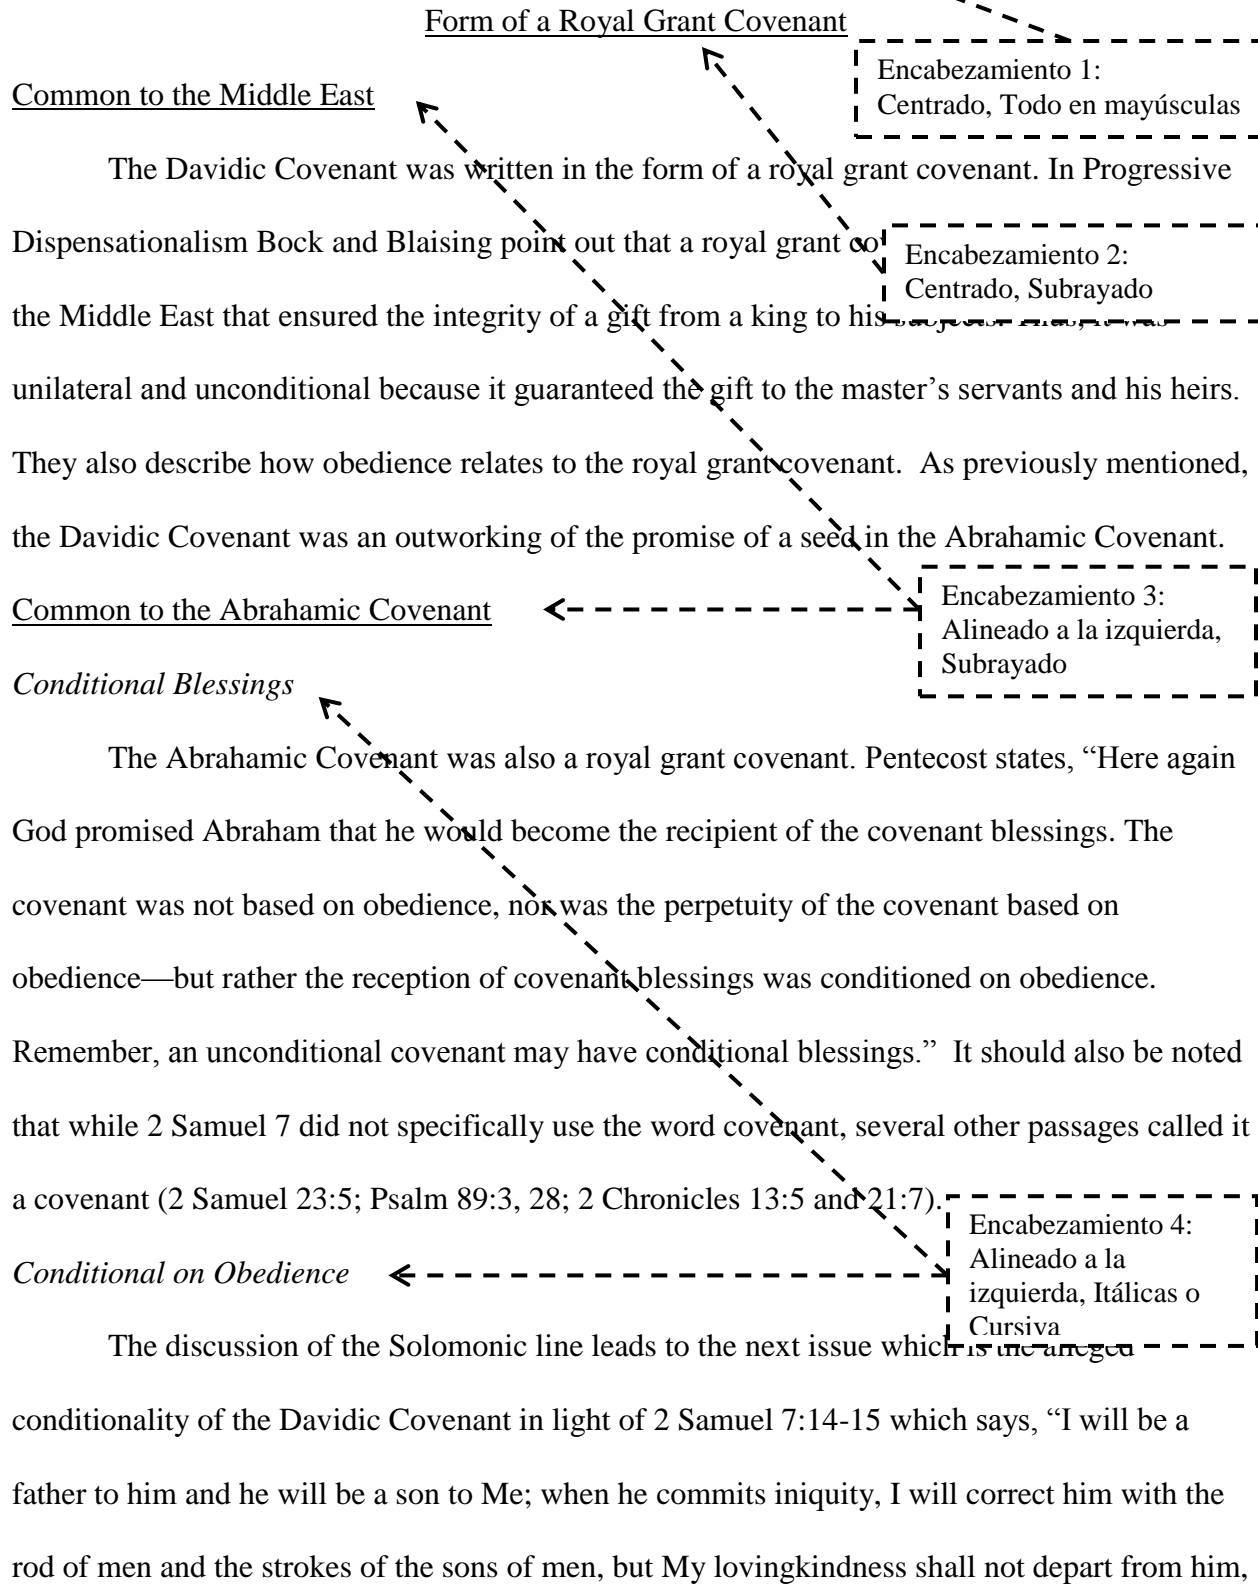 Form of a Royal Grant Covenant
Encabezamiento 1:
Centrado, Todo en mayúsculas
Common to the Middle East
The Davidic Covenant was written in the form of a royal grant covenant. In Progressive
Dispensationalism Bock and Blaising point out that a royal grant
Encabezamiento 2:
Centrado, Subrayado
the Middle East that ensured the integrity of a gift from a king to his subjects. Thus, it was
unilateral and unconditional because it guaranteed the gift to the master’s servants and his heirs.
They also describe how obedience relates to the royal grant covenant.  As previously mentioned,
the Davidic Covenant was an outworking of the promise of a seed in the Abrahamic Covenant.
Common to the Abrahamic Covenant
Encabezamiento 3:
Alineado a la izquierda,
Subrayado
Conditional Blessings
The Abrahamic Covenant was also a royal grant covenant. Pentecost states, “Here again
God promised Abraham that he would become the recipient of the covenant blessings. The
covenant was not based on obedience, nor was the perpetuity of the covenant based on
obedience—but rather the reception of covenant blessings was conditioned on obedience.
Remember, an unconditional covenant may have conditional blessings.”  It should also be noted
that while 2 Samuel 7 did not specifically use the word covenant, several other passages called it
a covenant (2 Samuel 23:5; Psalm 89:3, 28; 2 Chronicles 13:5 and 21:7).
Encabezamiento 4:
Alineado a la
izquierda, Itálicas o
Cursiva
Conditional on Obedience
The discussion of the Solomonic line leads to the next issue which is the alleged
conditionality of the Davidic Covenant in light of 2 Samuel 7:14-15 which says, “I will be a
father to him and he will be a son to Me; when he commits iniquity, I will correct him with the
rod of men and the strokes of the sons of men, but My lovingkindness shall not depart from him,